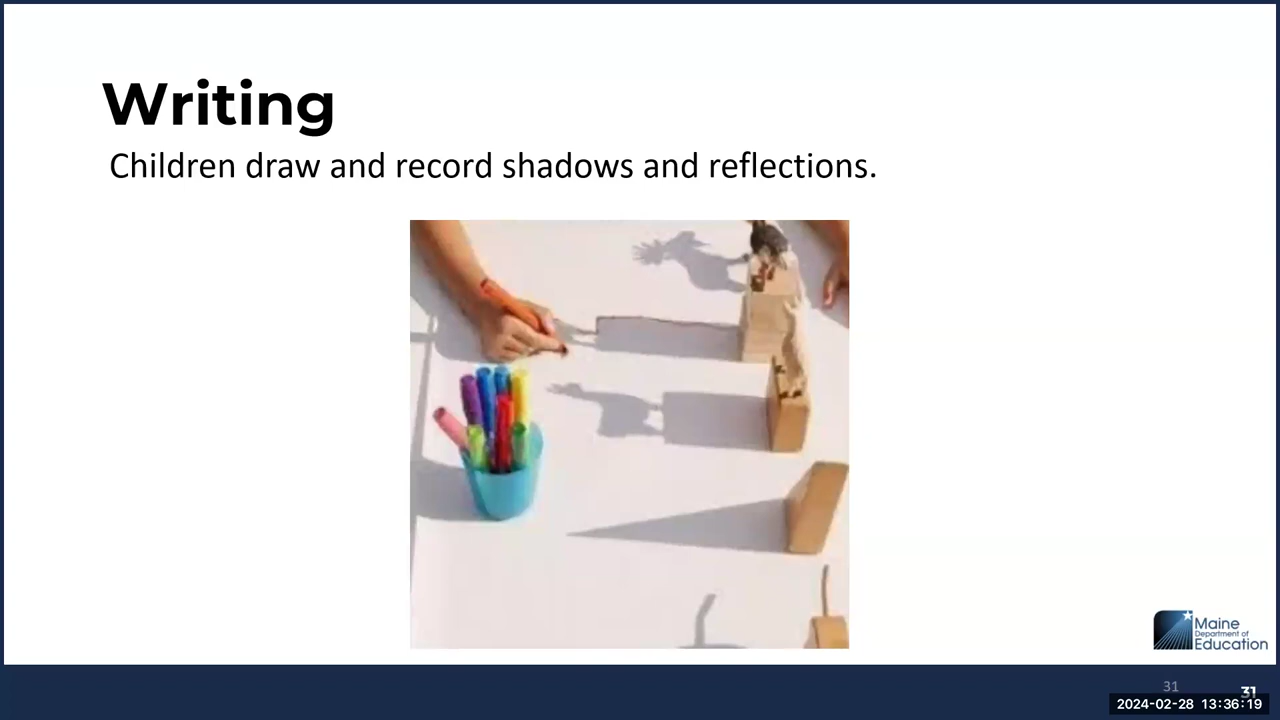 Writing
Children draw and record shadows and reflections.
Maine
Department of
Education
31
31
2024-02-28 13:36:19